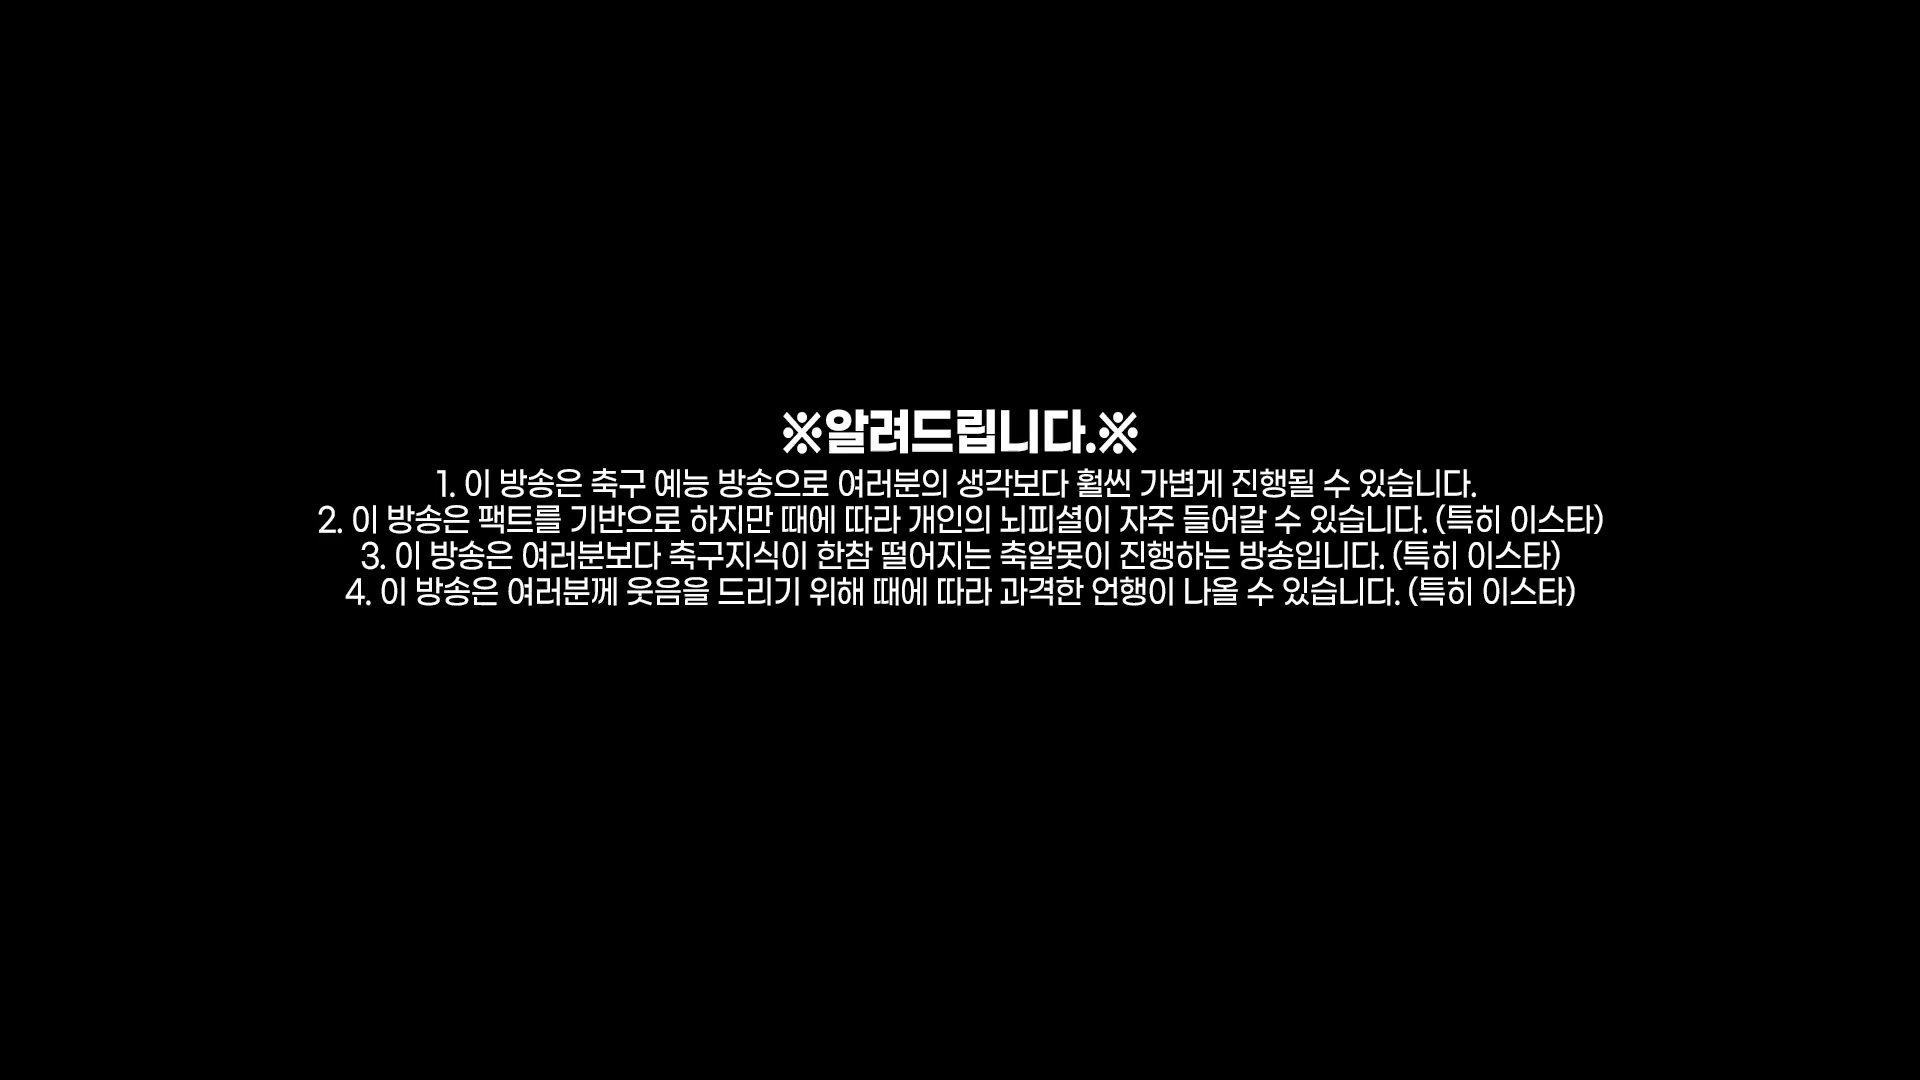 ※알려드립니다.※
1. 이 방송은 축구 예능 방송으로 여러분의 생각보다 훨씬 가볍게 진행될 수 있습니다.
2. 이 방송은 팩트를 기반으로 하지만 때에 따라 개인의 뇌피셜이 자주 들어갈 수 있습니다. (특히 이스타)
3. 이 방송은 여러분보다 축구지식이 한참 떨어지는 축알못이 진행하는 방송입니다. (특히 이스타)
4. 이 방송은 여러분께 웃음을 드리기 위해 때에 따라 과격한 언행이 나올 수 있습니다. (특히 이스타)